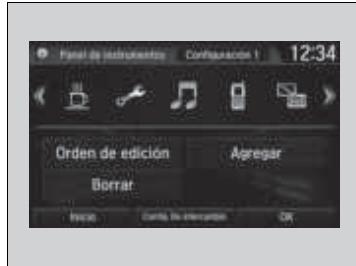 Panel de instrumentos Configuración 1 12:34
Orden de edición Agregar
Borrar
Inicio OK